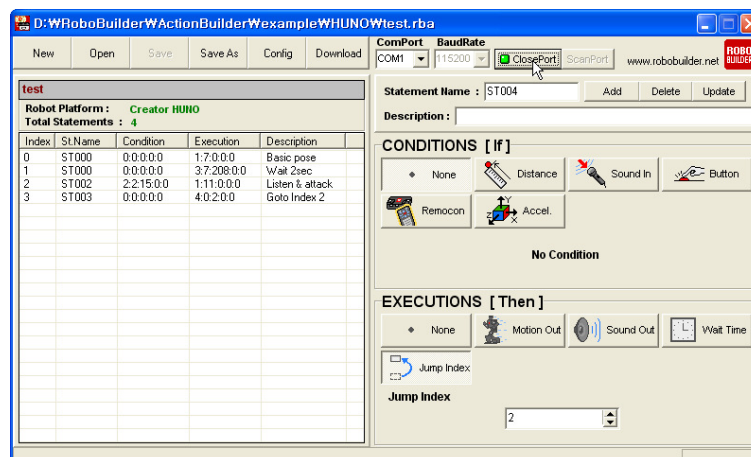 D:₩RoboBuilder₩ActionBuilder₩example₩HUNO₩test.rba
New Open Save Save As Config Download
ComPort BaudRate
COM1 115200 ClosePort ScanPort www.robobuilder.net ROBO BUILDER
test
Robot Platform : Creator HUNO
Total Statements : 4
Index St.Name Condition Execution Description
0 ST000 0:0:0:0:0 1:7:0:0:0 Basic pose
1 ST000 0:0:0:0:0 3:7:208:0:0 Wait 2sec
2 ST002 2:2:15:0:0 1:11:0:0:0 Listen & attack
3 ST003 0:0:0:0:0 4:0:2:0:0 Goto Index 2
Statement Name : ST004 Add Delete Update
Description :
CONDITIONS [ If ]
None Distance Sound In Button
Remocon Accel.
No Condition
EXECUTIONS [ Then ]
None Motion Out Sound Out Wait Time
Jump Index
Jump Index
2